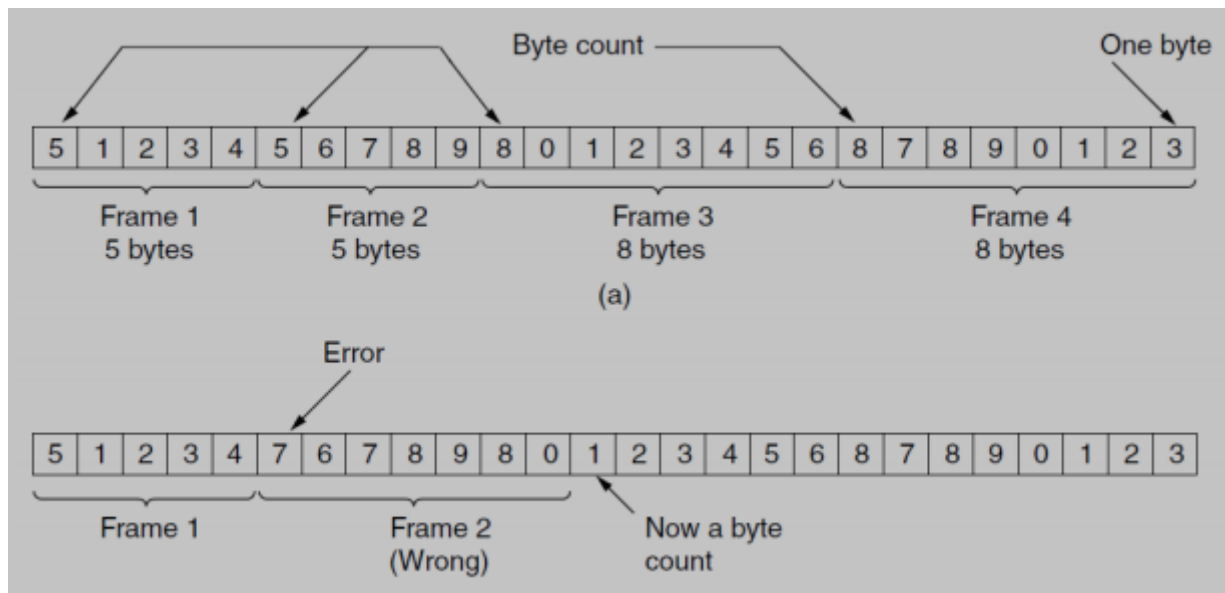 Byte count
One byte
5 1 2 3 4 5 6 7 8 9 8 0 1 2 3 4 5 6 8 7 8 9 0 1 2 3
Frame 1
5 bytes
Frame 2
5 bytes
Frame 3
8 bytes
Frame 4
8 bytes
(a)
Error
5 1 2 3 4 7 6 7 8 9 8 0 1 2 3 4 5 6 8 7 8 9 0 1 2 3
Frame 1
Frame 2
(Wrong)
Now a byte
count